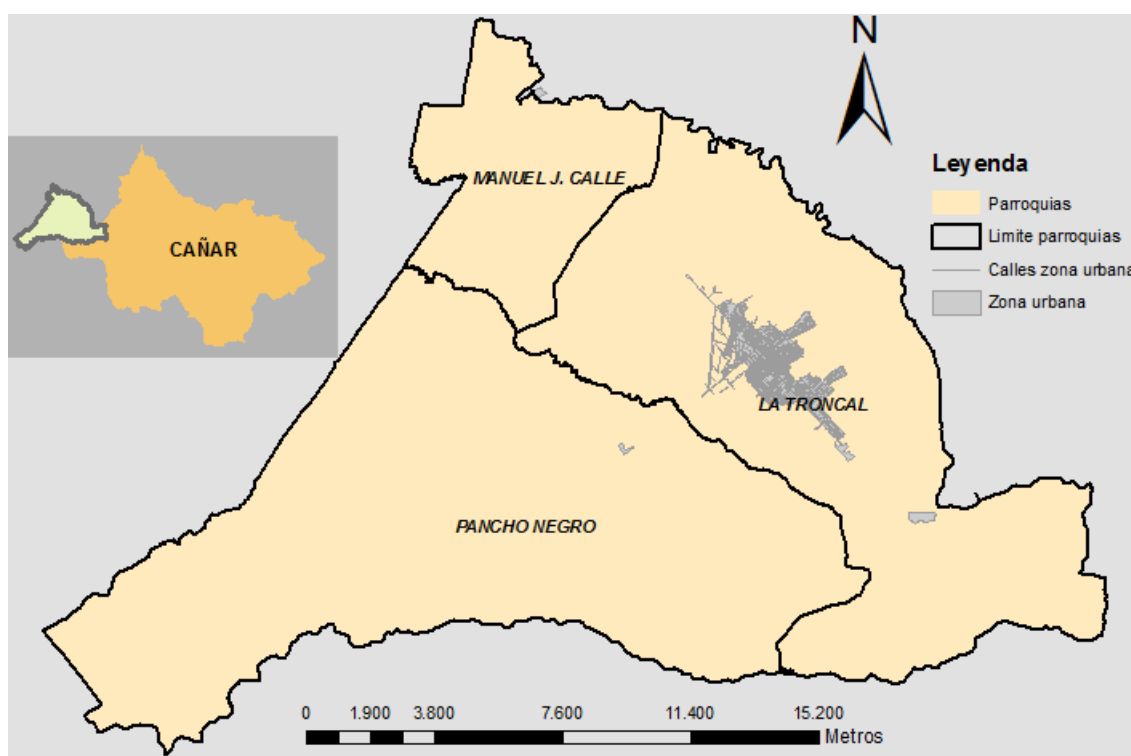 N
Leyenda
Parroquias
Limite parroquias
Calles zona urbana
Zona urbana
CAÑAR
MANUEL J. CALLE
LA TRONCAL
PANCHO NEGRO
0 1.900 3.800 7.600 11.400 15.200
Metros